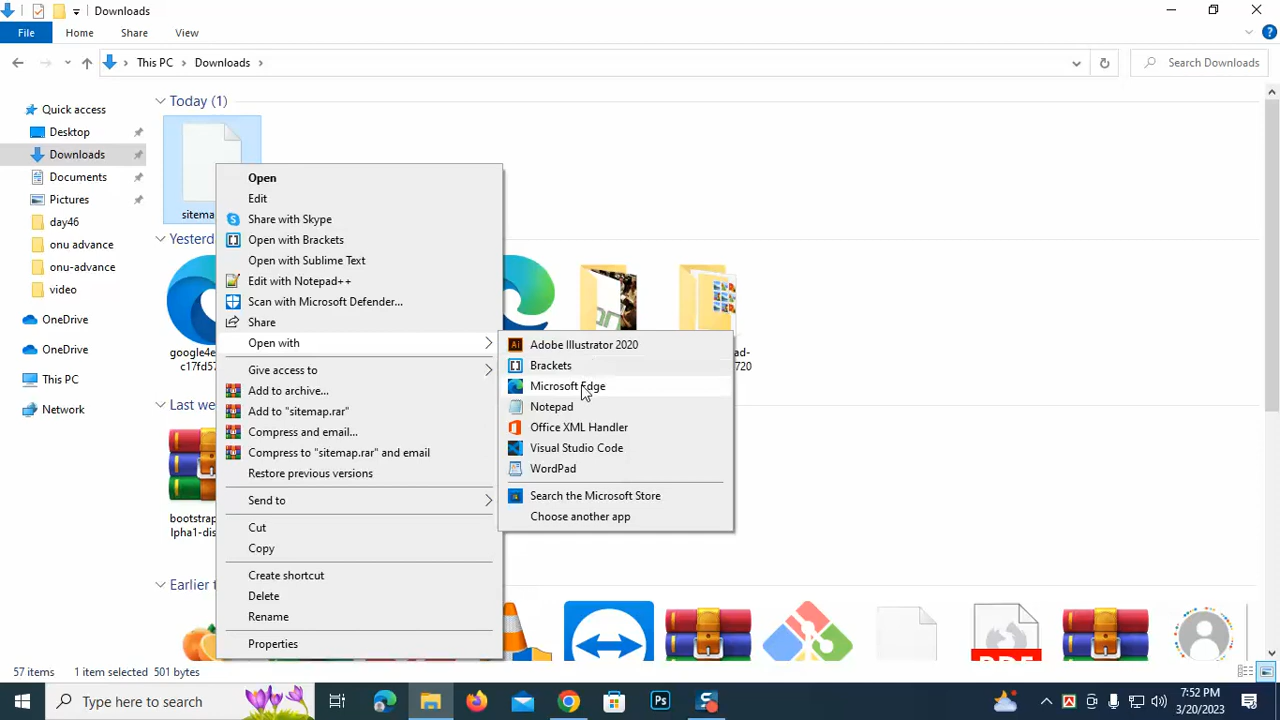 Downloads
File
Home
Share
View
This PC
Downloads
Search Downloads
Quick access
Desktop
Downloads
Documents
Pictures
day46
onu advance
onu-advance
video
OneDrive
OneDrive
This PC
Network
Today (1)
sitema
Yesterd
google4e
c17fd57
ad-
720
Last we
bootstrap
lpha1-dis
Earlier t
Open
Edit
Share with Skype
Open with Brackets
Open with Sublime Text
Edit with Notepad++
Scan with Microsoft Defender...
Share
Open with
Give access to
Add to archive...
Add to "sitemap.rar"
Compress and email...
Compress to "sitemap.rar" and email
Restore previous versions
Send to
Cut
Copy
Create shortcut
Delete
Rename
Properties
Adobe Illustrator 2020
Brackets
Microsoft Edge
Notepad
Office XML Handler
Visual Studio Code
WordPad
Search the Microsoft Store
Choose another app
57 items
1 item selected 501 bytes
Type here to search
7:52 PM
3/20/2023